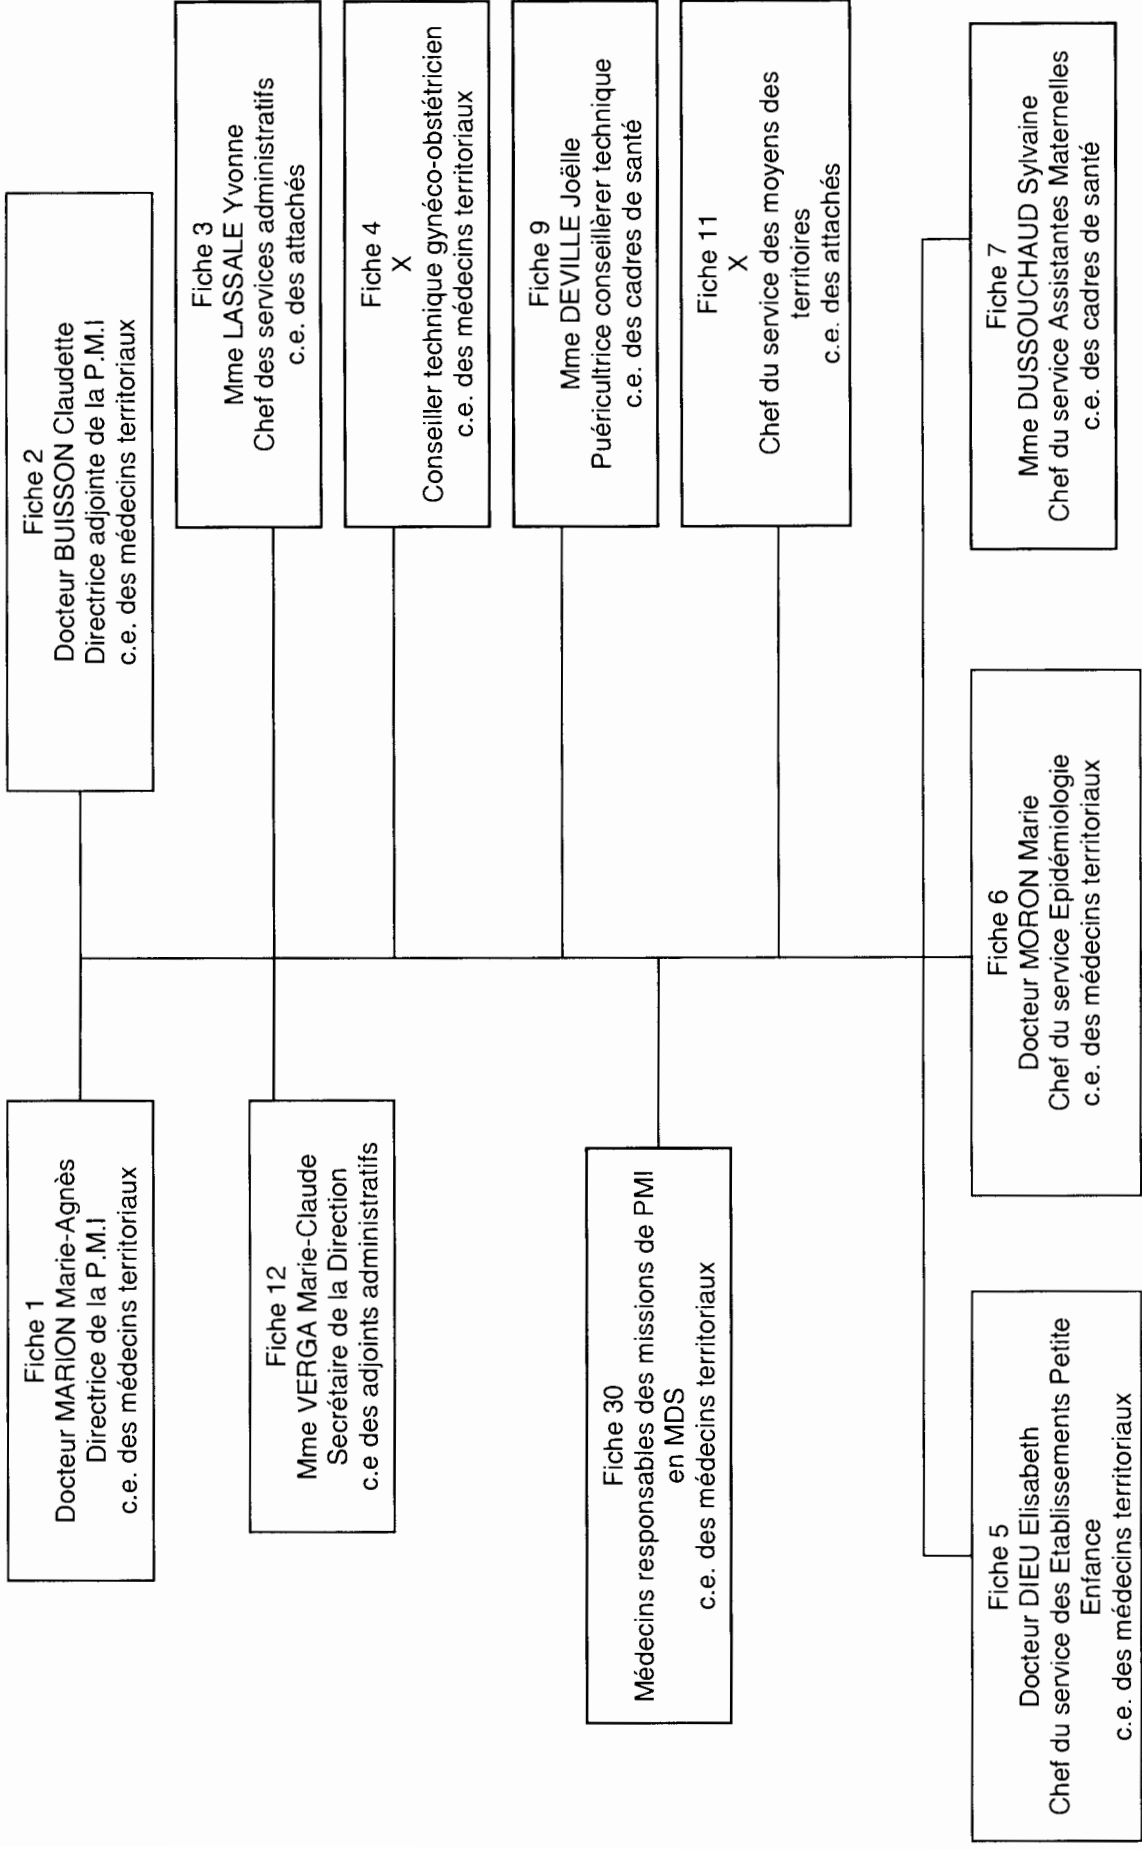 Fiche 1
Docteur MARION Marie-Agnès
Directrice de la P.M.I
c.e. des médecins territoriaux
Fiche 2
Docteur BUISSON Claudette
Directrice adjointe de la P.M.I
c.e. des médecins territoriaux
Fiche 12
Mme VERGA Marie-Claude
Secrétaire de la Direction
c.e des adjoints administratifs
Fiche 3
Mme LASSALE Yvonne
Chef des services administratifs
c.e. des attachés
Fiche 4
X
Conseiller technique gynéco-obstétricien
c.e. des médecins territoriaux
Fiche 9
Mme DEVILLE Joëlle
Puéricultrice conseillèrer technique
c.e. des cadres de santé
Fiche 30
Médecins responsables des missions de PMI
en MDS
c.e. des médecins territoriaux
Fiche 11
X
Chef du service des moyens des
territoires
c.e. des attachés
Fiche 5
Docteur DIEU Elisabeth
Chef du service des Etablissements Petite
Enfance
c.e. des médecins territoriaux
Fiche 6
Docteur MORON Marie
Chef du service Epidémiologie
c.e. des médecins territoriaux
Fiche 7
Mme DUSSOUCHAUD Sylvaine
Chef du service Assistantes Maternelles
c.e. des cadres de santé